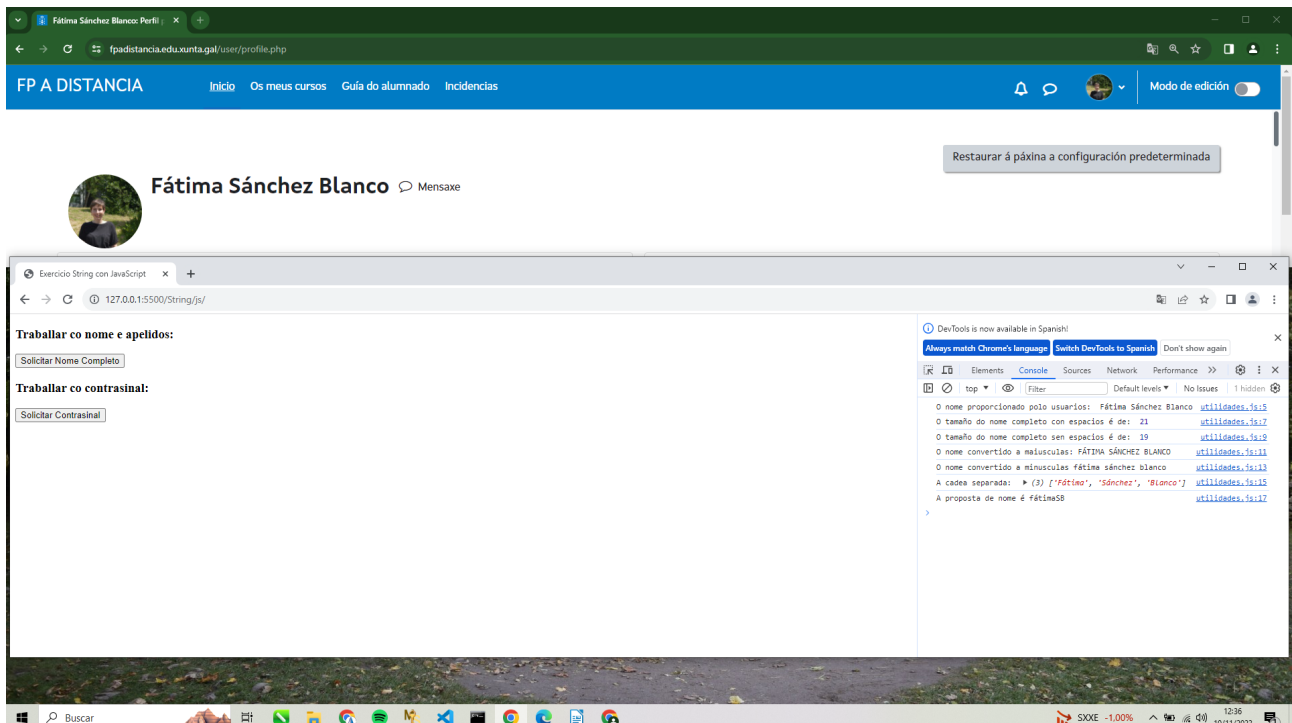 Fátima Sánchez Blanco: Perfil
fpadistancia.edu.xunta.gal/user/profile.php
FP A DISTANCIA Inicio Os meus cursos Guía do alumnado Incidencias Modo de edición
Restaurar á páxina a configuración predeterminada
Fátima Sánchez Blanco Mensaxe
Exercicio String con JavaScript
127.0.0.1:5500/String/js/
Traballar co nome e apelidos:
Solicitar Nome Completo
Traballar co contrasinal:
Solicitar Contrasinal
DevTools is now available in Spanish!
Always match Chrome's language Switch DevTools to Spanish Don't show again
Elements Console Sources Network Performance
top Filter Default levels No Issues 1 hidden
O nome proporcionado polo usuarios: Fátima Sánchez Blanco utilidades.js:5
O tamaño do nome completo con espacios é de: 21 utilidades.js:7
O tamaño do nome completo sen espacios é de: 19 utilidades.js:9
O nome convertido a maiusculas: FÁTIMA SÁNCHEZ BLANCO utilidades.js:11
O nome convertido a minusculas fátima sánchez blanco utilidades.js:13
A cadea separada: (3) ['Fátima', 'Sánchez', 'Blanco'] utilidades.js:15
A proposta de nome é fátimaSB utilidades.js:17
Buscar
SXXE -1,00%
12:36